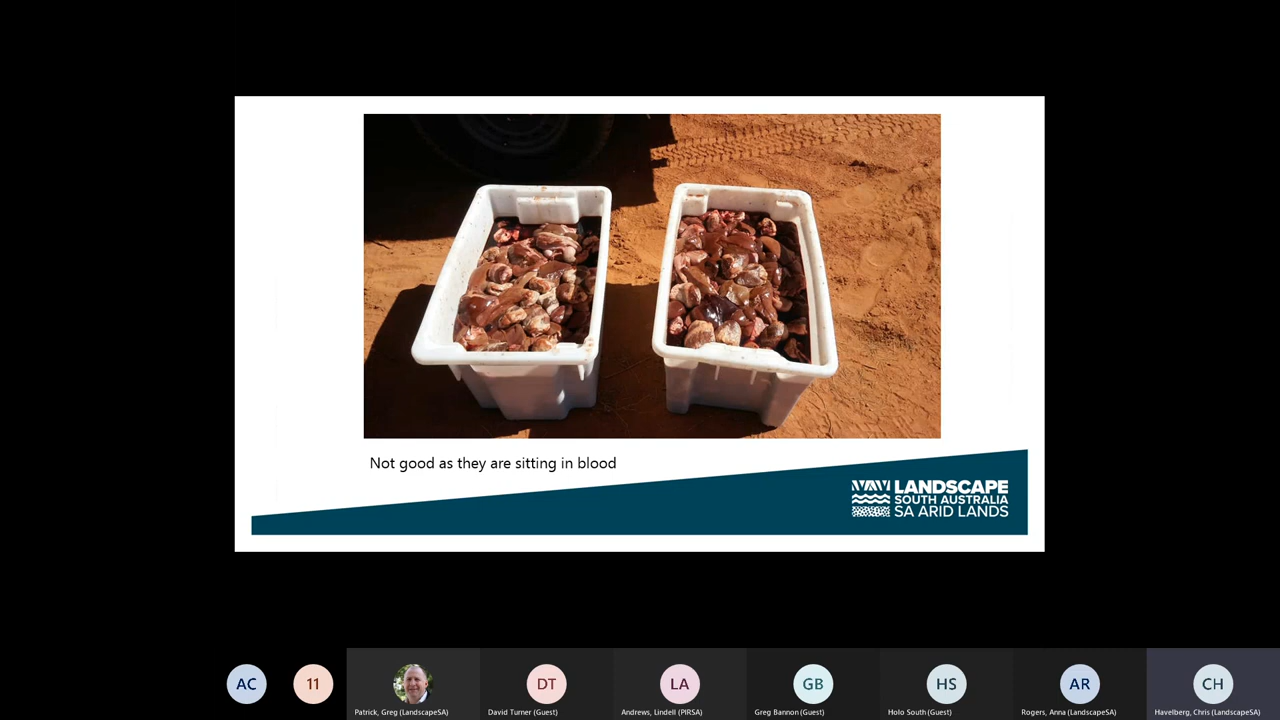 Not good as they are sitting in blood
LANDSCAPE
SOUTH AUSTRALIA
SA ARID LANDS
AC
11
DT
LA
GB
HS
AR
CH
Patrick, Greg (LandscapeSA)
David Turner (Guest)
Andrews, Lindell (PIRSA)
Greg Bannon (Guest)
Holo South (Guest)
Rogers, Anna (LandscapeSA)
Havelberg, Chris (LandscapeSA)